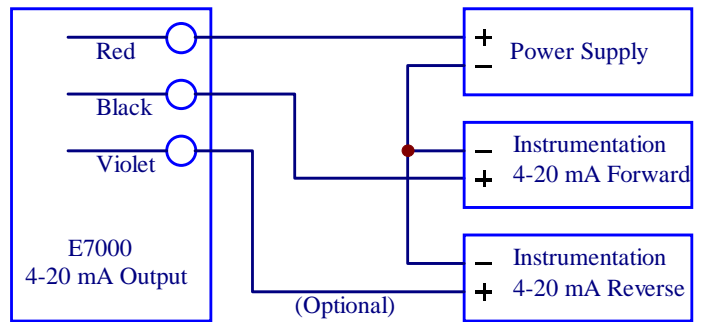 Red
Black
Violet
E7000
4-20 mA Output
(Optional)
+
−
Power Supply
−
+
Instrumentation
4-20 mA Forward
−
+
Instrumentation
4-20 mA Reverse